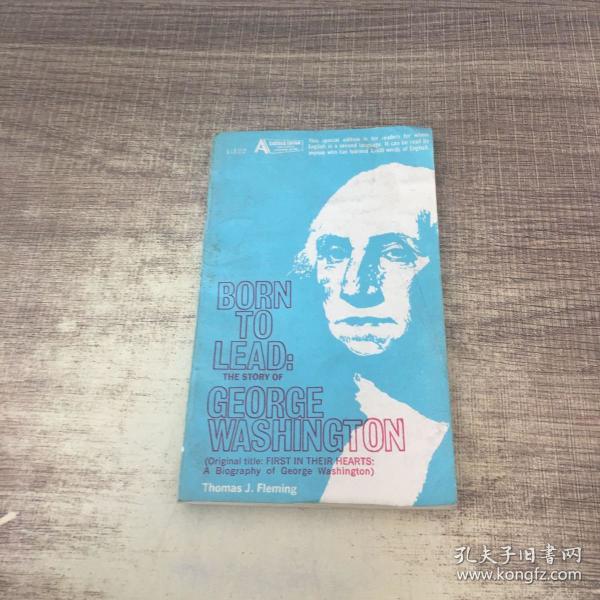 A
This special edition is for readers for whom
English is a second language. It can be read by
anyone who has learned words of English.
BORN
TO
LEAD:
THE STORY OF
GEORGE
WASHINGTON
(Original title: FIRST IN THEIR HEARTS:
A Biography of George Washington)
Thomas J. Fleming
孔夫子旧书网
www.kongfz.com